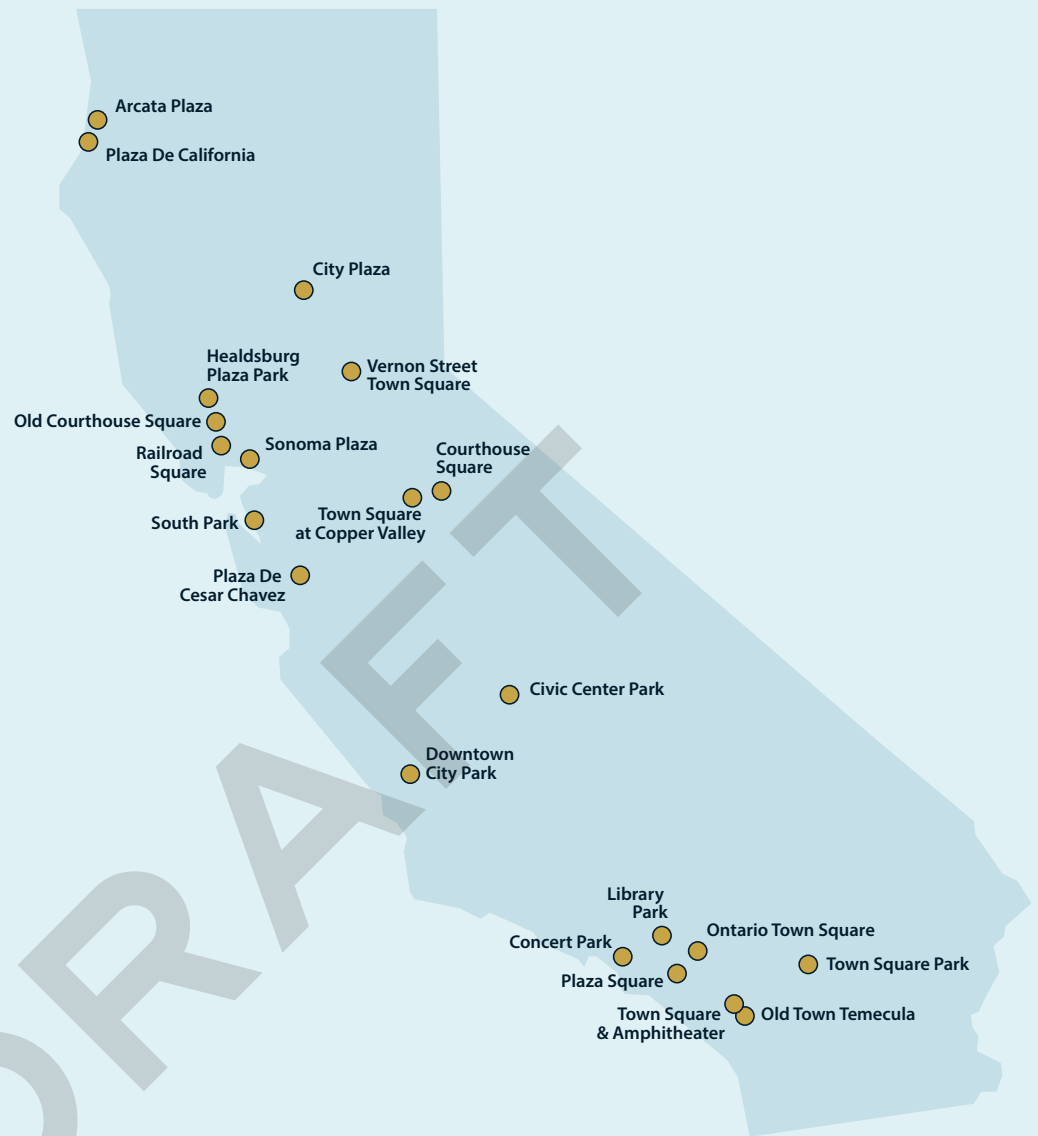 Arcata Plaza
Plaza De California
City Plaza
Healdsburg
Plaza Park
Vernon Street
Town Square
Old Courthouse Square
Railroad
Square
Sonoma Plaza
Courthouse
Square
Town Square
at Copper Valley
South Park
Plaza De
Cesar Chavez
Civic Center Park
Downtown
City Park
Library
Park
Ontario Town Square
Concert Park
Town Square Park
Plaza Square
Town Square
& Amphitheater
Old Town Temecula
DRAFT